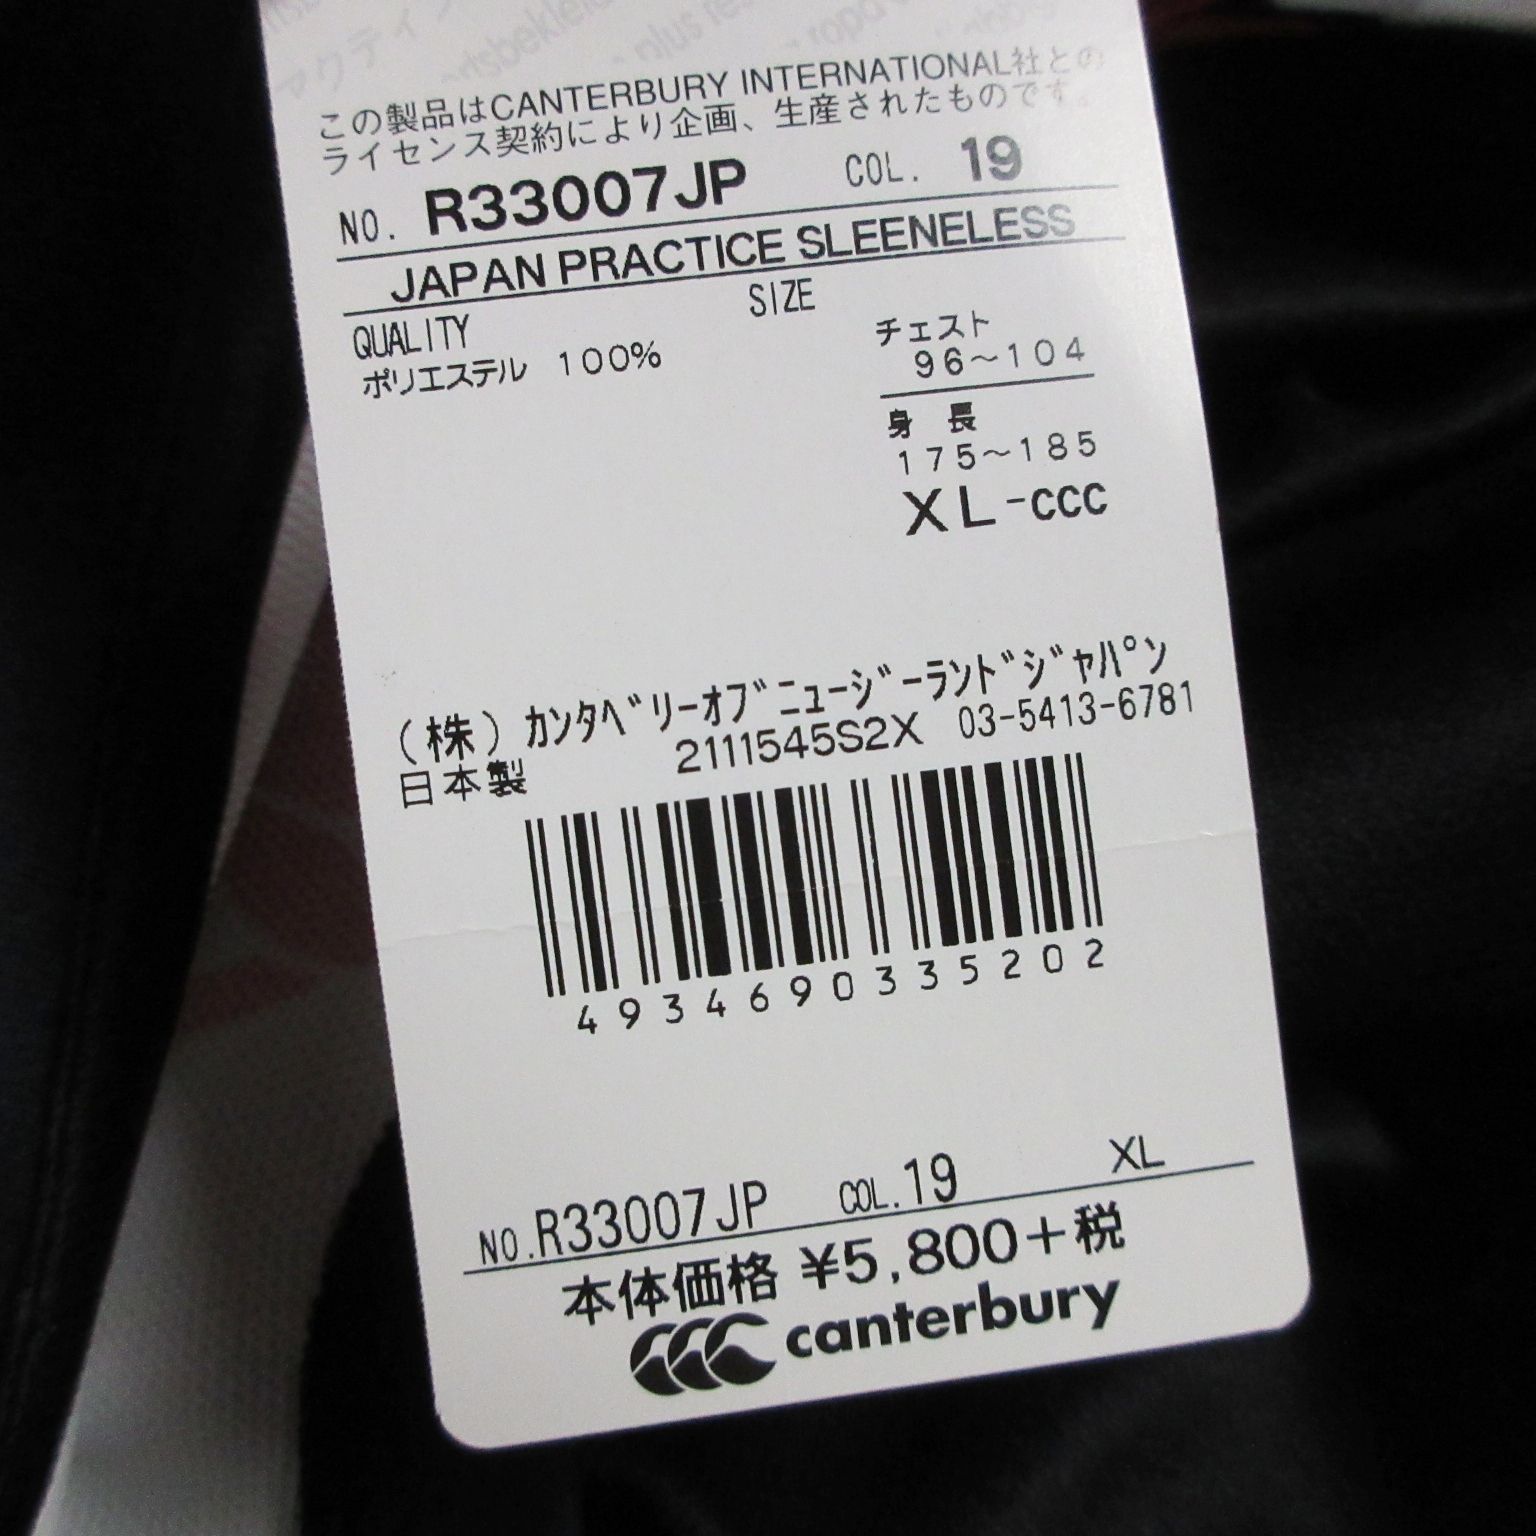 この製品はCANTERBURY INTERNATIONAL社との
ライセンス契約により企画、生産されたものです。
NO. R33007JP COL. 19
JAPAN PRACTICE SLEENELESS
QUALITY SIZE
ポリエステル 100%
チェスト
96~104
身 長
175~185
XL-CCC
(株)カンタベリーオブニュージーランドジャパン
日本製 2111545S2X 03-5413-6781
4934690335202
NO.R33007JP COL.19 XL
本体価格 ¥5,800+税
canterbury